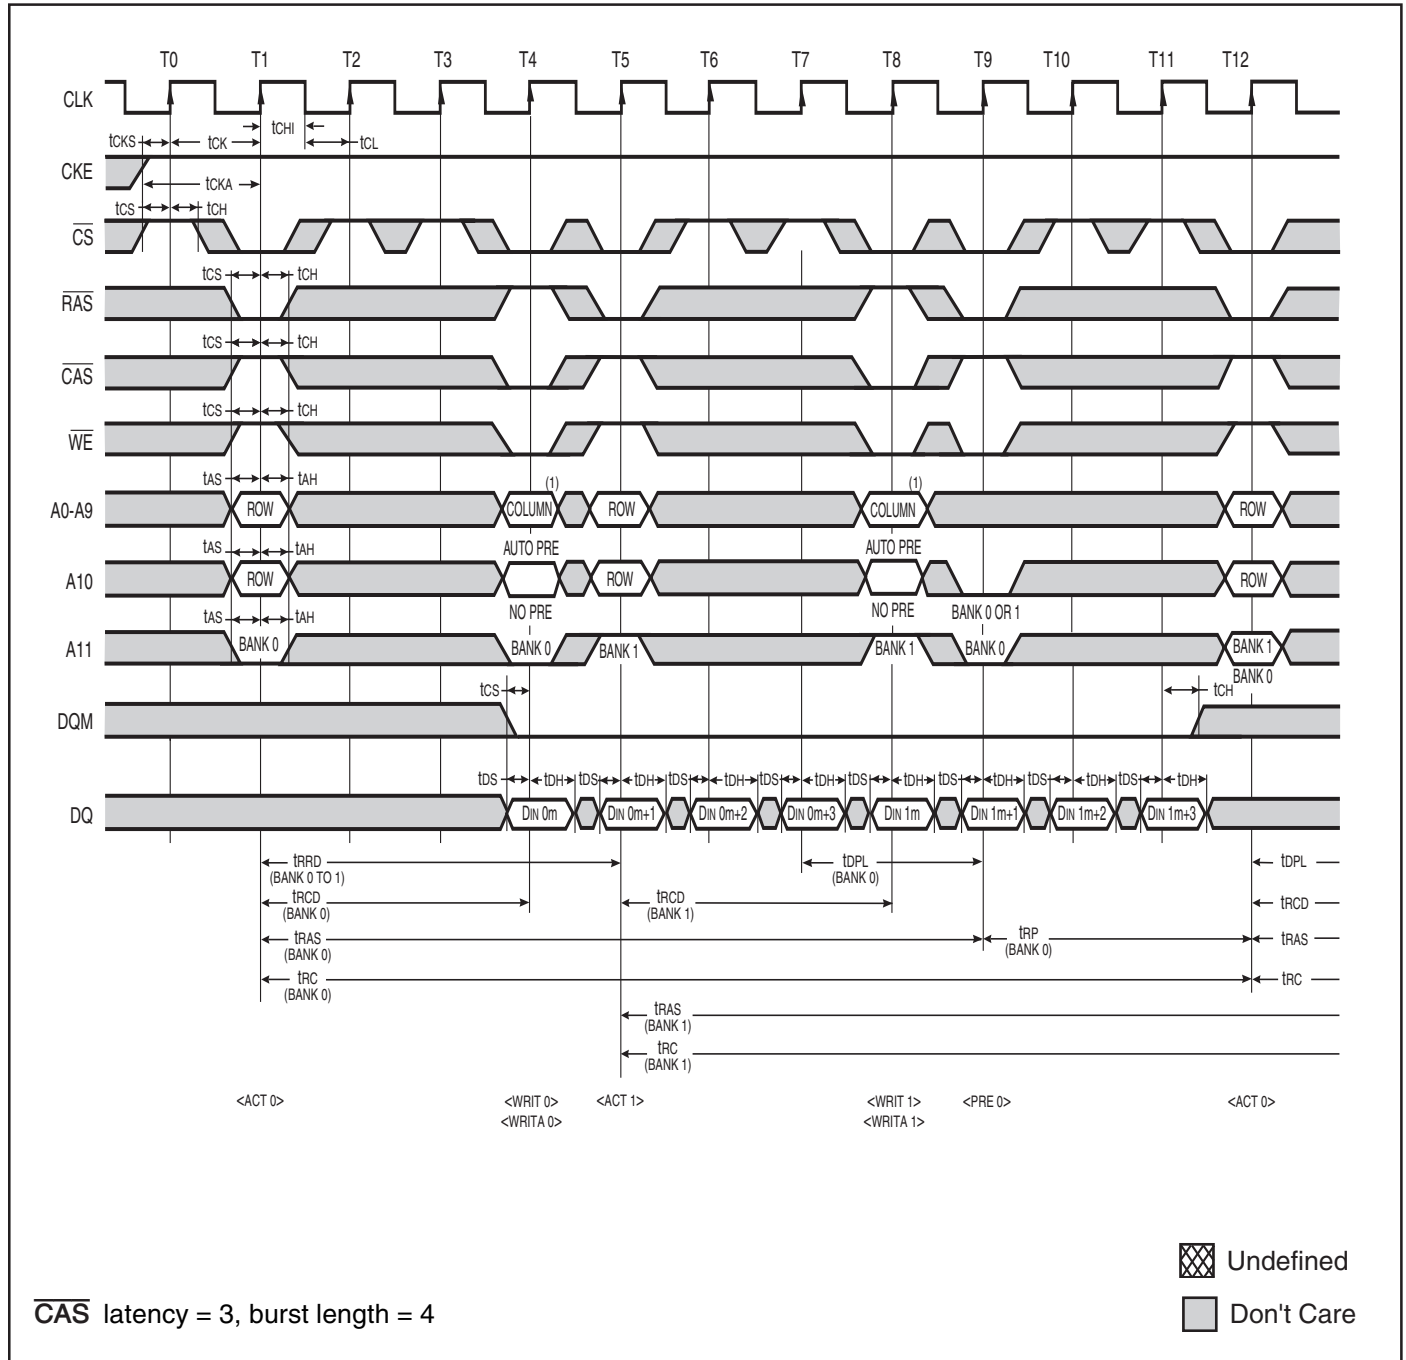 T0 T1 T2 T3 T4 T5 T6 T7 T8 T9 T10 T11 T12
CLK
tCHI
tCKS tCK tCL
CKE
tCKA
tCS tCH
CS
tCS tCH
RAS
tCS tCH
CAS
tCS tCH
WE
tAS tAH (1) (1)
A0-A9 ROW COLUMN ROW COLUMN ROW
tAS tAH AUTO PRE AUTO PRE
A10 ROW ROW ROW
NO PRE NO PRE BANK 0 OR 1
tAS tAH
A11 BANK 0 BANK 0 BANK 1 BANK 1 BANK 0 BANK 1
BANK 0
tCS tCH
DQM
tDS tDH tDS tDH tDS tDH tDS tDH tDS tDH tDS tDH tDS tDH tDS tDH
DQ DIN 0m DIN 0m+1 DIN 0m+2 DIN 0m+3 DIN 1m DIN 1m+1 DIN 1m+2 DIN 1m+3
tRRD tDPL tDPL
(BANK 0 TO 1) (BANK 0)
tRCD tRCD tRCD
(BANK 0) (BANK 1)
tRAS tRP tRAS
(BANK 0) (BANK 0)
tRC tRC
(BANK 0)
tRAS
(BANK 1)
tRC
(BANK 1)
<ACT 0> <WRIT 0> <ACT 1> <WRIT 1> <PRE 0> <ACT 0>
<WRITA 0> <WRITA 1>
Undefined
CAS latency = 3, burst length = 4
Don't Care